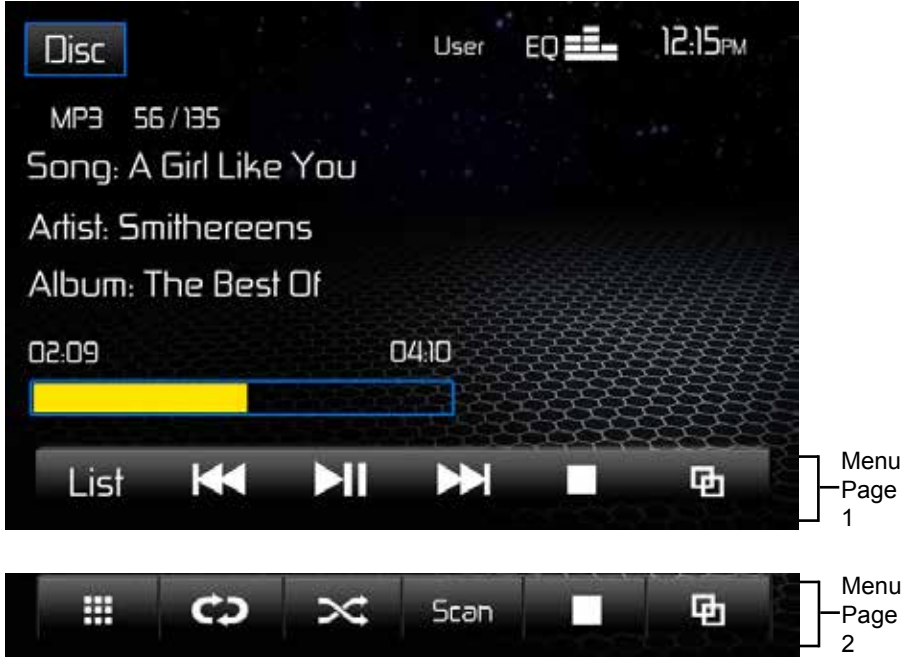 Disc User EQ 12:15PM
MP3 56 / 135
Song: A Girl Like You
Artist: Smithereens
Album: The Best Of
02:09 04:10
List
Menu
Page
1
Scan
Menu
Page
2